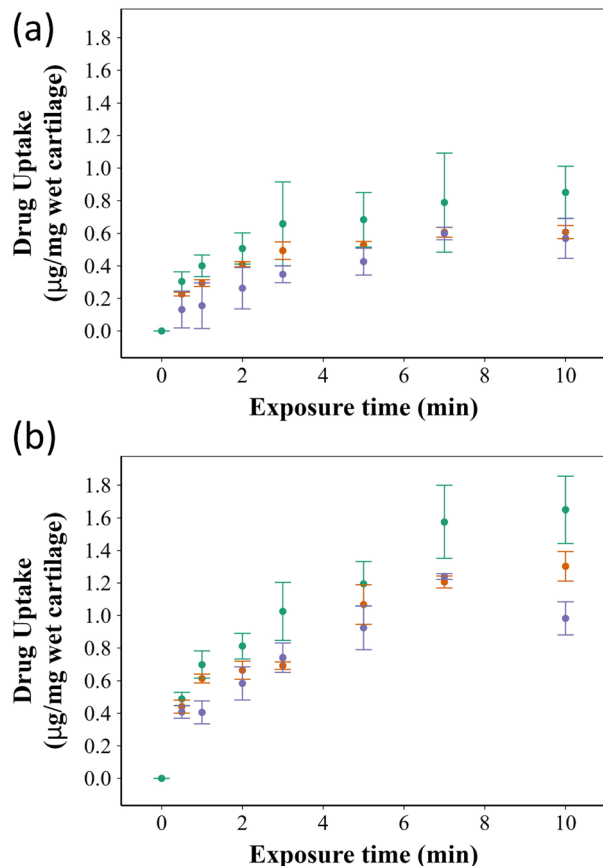 (a)
Drug Uptake
(μg/mg wet cartilage)
1.8
1.6
1.4
1.2
1.0
0.8
0.6
0.4
0.2
0.0
0 2 4 6 8 10
Exposure time (min)
(b)
Drug Uptake
(μg/mg wet cartilage)
1.8
1.6
1.4
1.2
1.0
0.8
0.6
0.4
0.2
0.0
0 2 4 6 8 10
Exposure time (min)